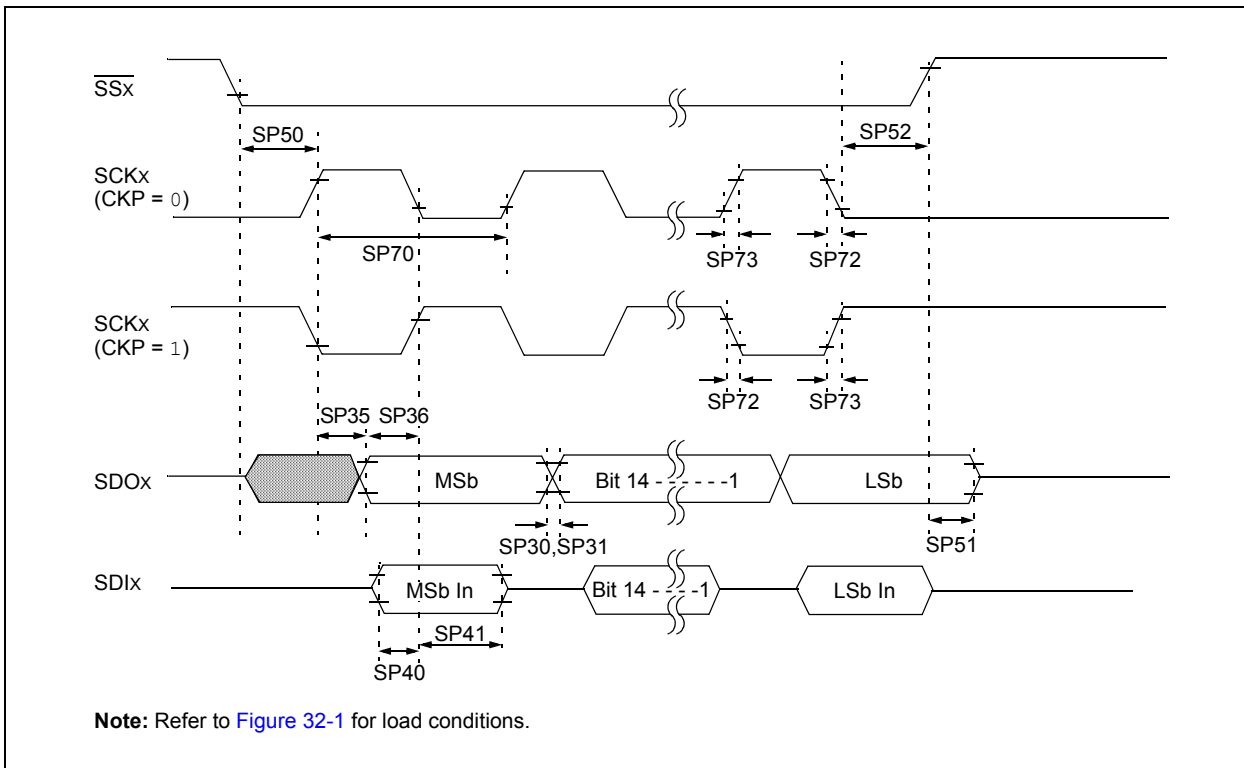 SSx
SP50
SP52
SCKx
(CKP = 0)
SP70
SP73
SP72
SCKx
(CKP = 1)
SP72
SP73
SP35
SP36
SDOx
MSb
Bit 14 - - - - - -1
LSb
SP30,SP31
SP51
SDIx
MSb In
Bit 14 - - - -1
LSb In
SP41
SP40
Note: Refer to Figure 32-1 for load conditions.